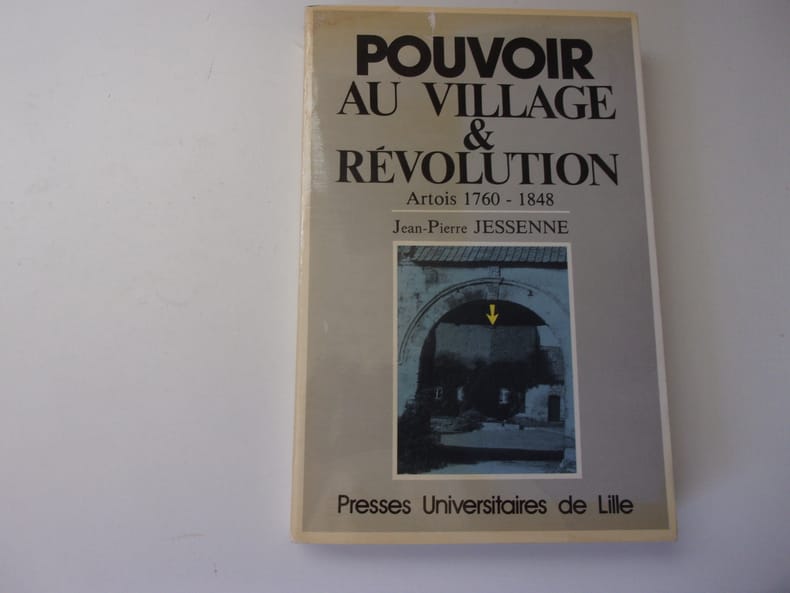 POUVOIR
AU VILLAGE
&
RÉVOLUTION
Artois 1760 - 1848
Jean-Pierre JESSENNE
Presses Universitaires de Lille